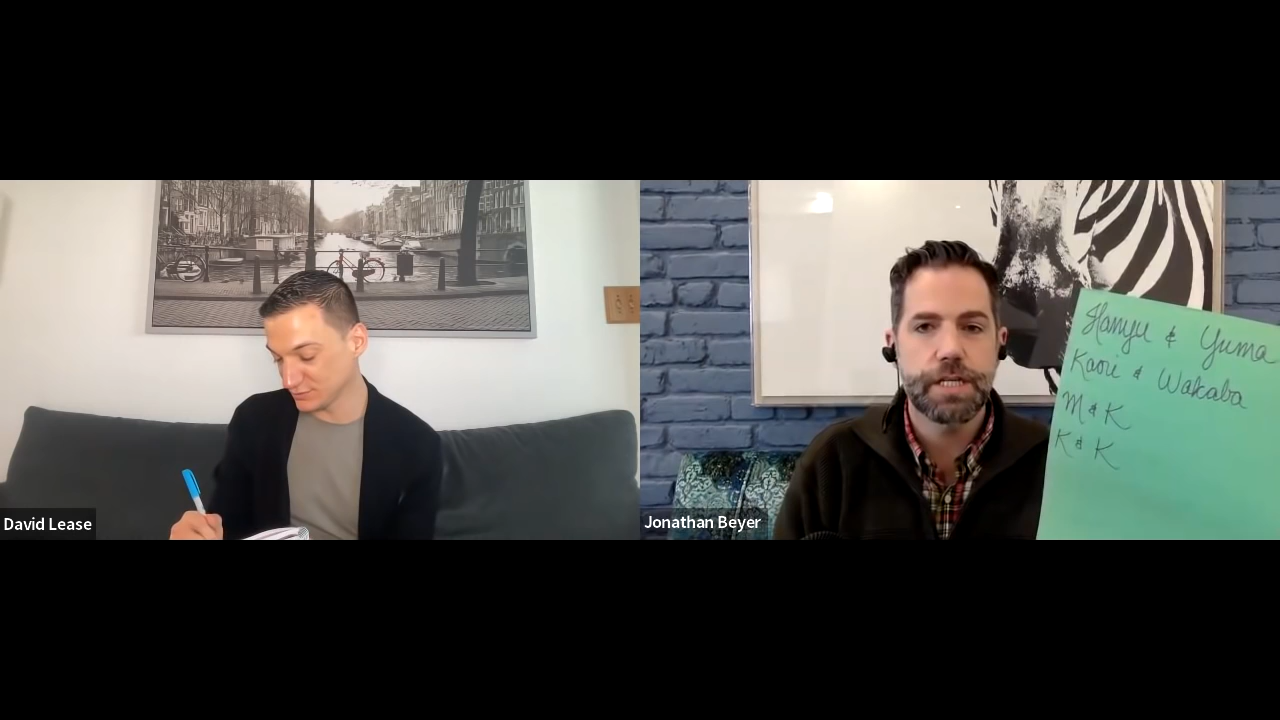 David Lease
Jonathan Beyer
Hanyu & Yuma
Kaori & Wakaba
M & K
K & K